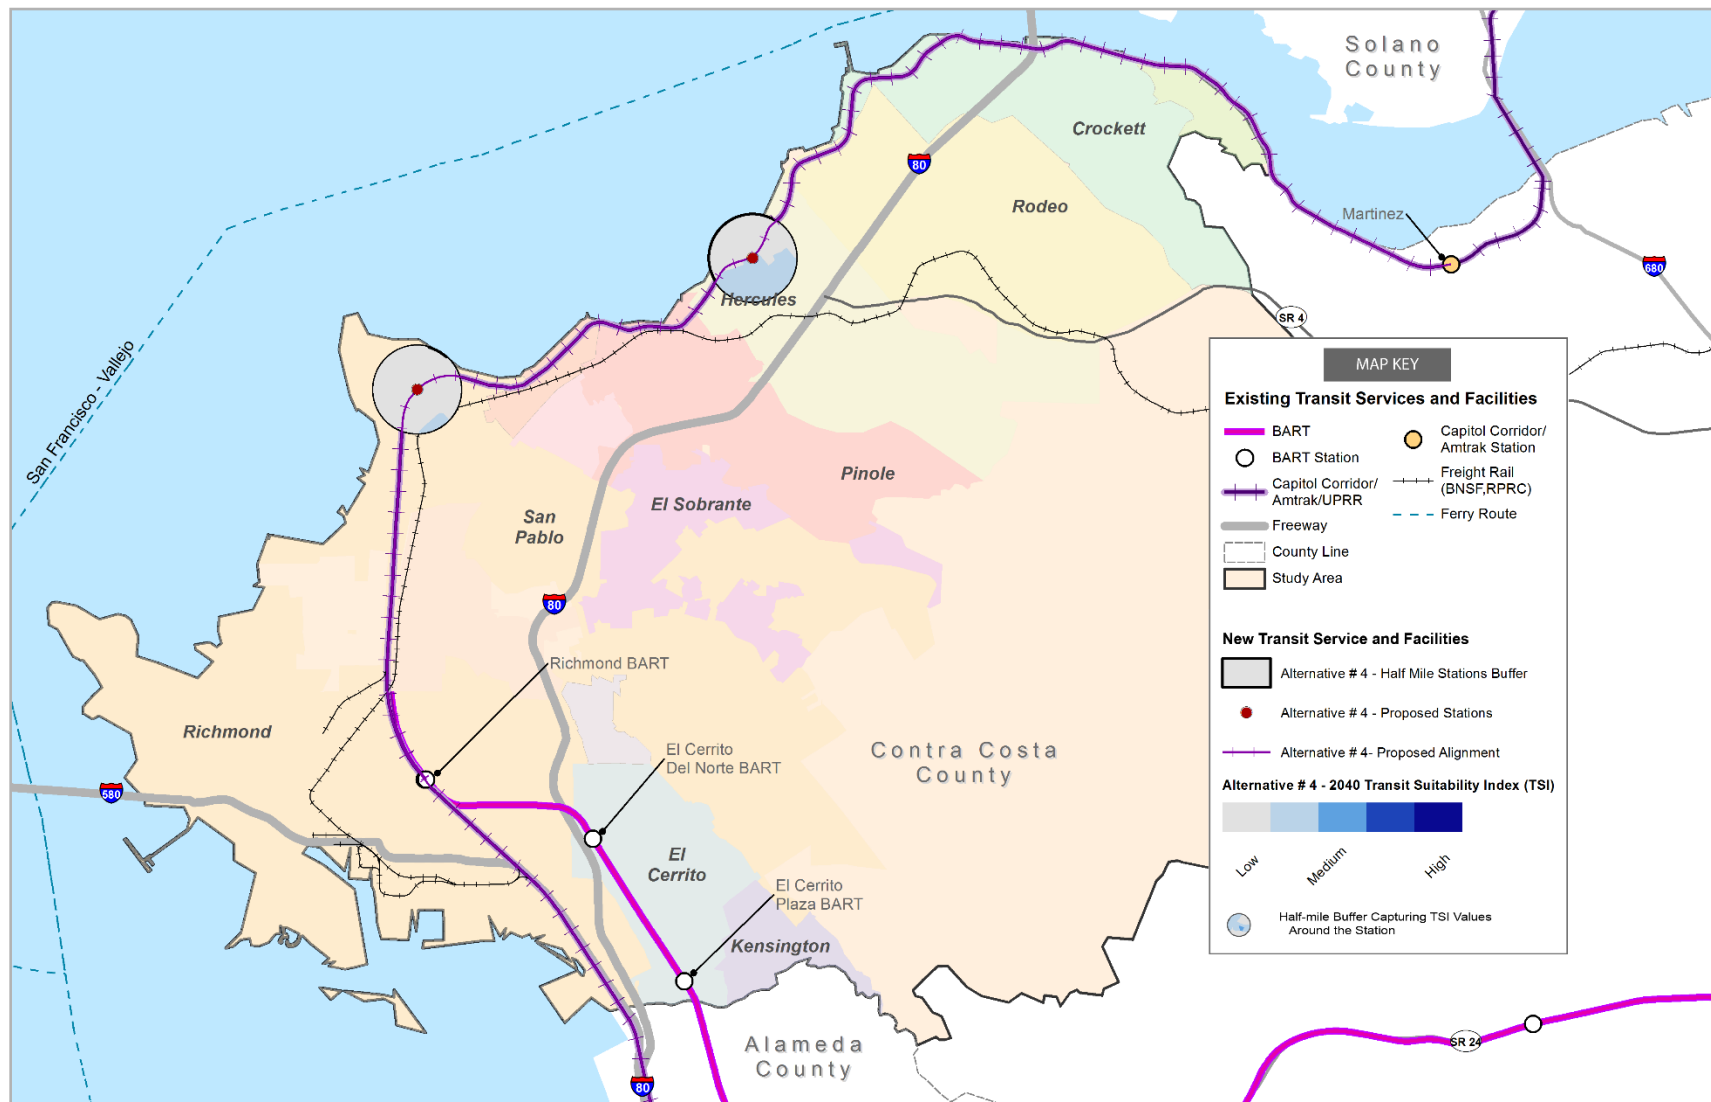 Solano
County
Crockett
80
Rodeo
Martinez
680
Hercules
SR 4
San Francisco - Vallejo
Pinole
El Sobrante
San
Pablo
80
Richmond BART
Richmond
El Cerrito
Del Norte BART
Contra Costa
County
580
El
Cerrito
El Cerrito
Plaza BART
Kensington
Alameda
County
80
SR 24
MAP KEY
Existing Transit Services and Facilities
BART
BART Station
Capitol Corridor/
Amtrak/UPRR
Freeway
County Line
Study Area
Capitol Corridor/
Amtrak Station
Freight Rail
(BNSF,RPRC)
Ferry Route
New Transit Service and Facilities
Alternative # 4 - Half Mile Stations Buffer
Alternative # 4 - Proposed Stations
Alternative # 4- Proposed Alignment
Alternative # 4 - 2040 Transit Suitability Index (TSI)
Low
Medium
High
Half-mile Buffer Capturing TSI Values
Around the Station